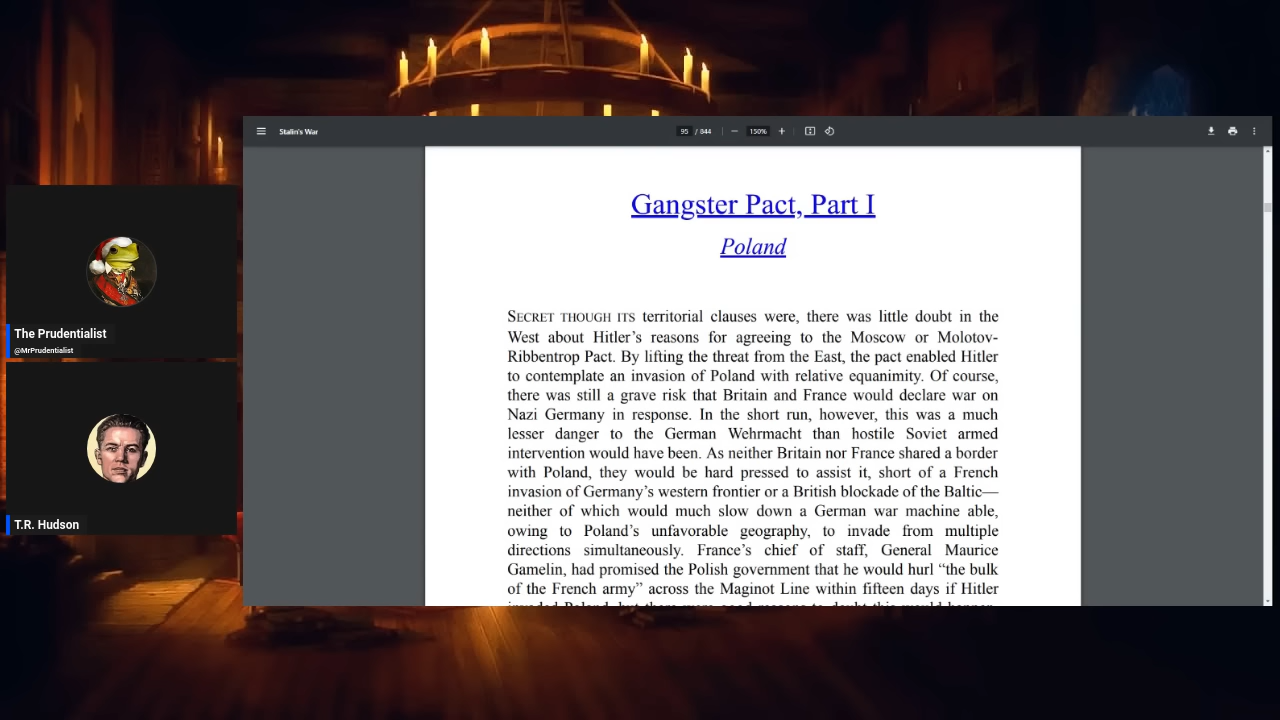 Stalin's War
95 / 844
150%
Gangster Pact, Part I
Poland
SECRET THOUGH ITS territorial clauses were, there was little doubt in the
West about Hitler’s reasons for agreeing to the Moscow or Molotov-
Ribbentrop Pact. By lifting the threat from the East, the pact enabled Hitler
to contemplate an invasion of Poland with relative equanimity. Of course,
there was still a grave risk that Britain and France would declare war on
Nazi Germany in response. In the short run, however, this was a much
lesser danger to the German Wehrmacht than hostile Soviet armed
intervention would have been. As neither Britain nor France shared a border
with Poland, they would be hard pressed to assist it, short of a French
invasion of Germany’s western frontier or a British blockade of the Baltic—
neither of which would much slow down a German war machine able,
owing to Poland’s unfavorable geography, to invade from multiple
directions simultaneously. France’s chief of staff, General Maurice
Gamelin, had promised the Polish government that he would hurl “the bulk
of the French army” across the Maginot Line within fifteen days if Hitler
The Prudentialist
@MrPrudentialist
T.R. Hudson